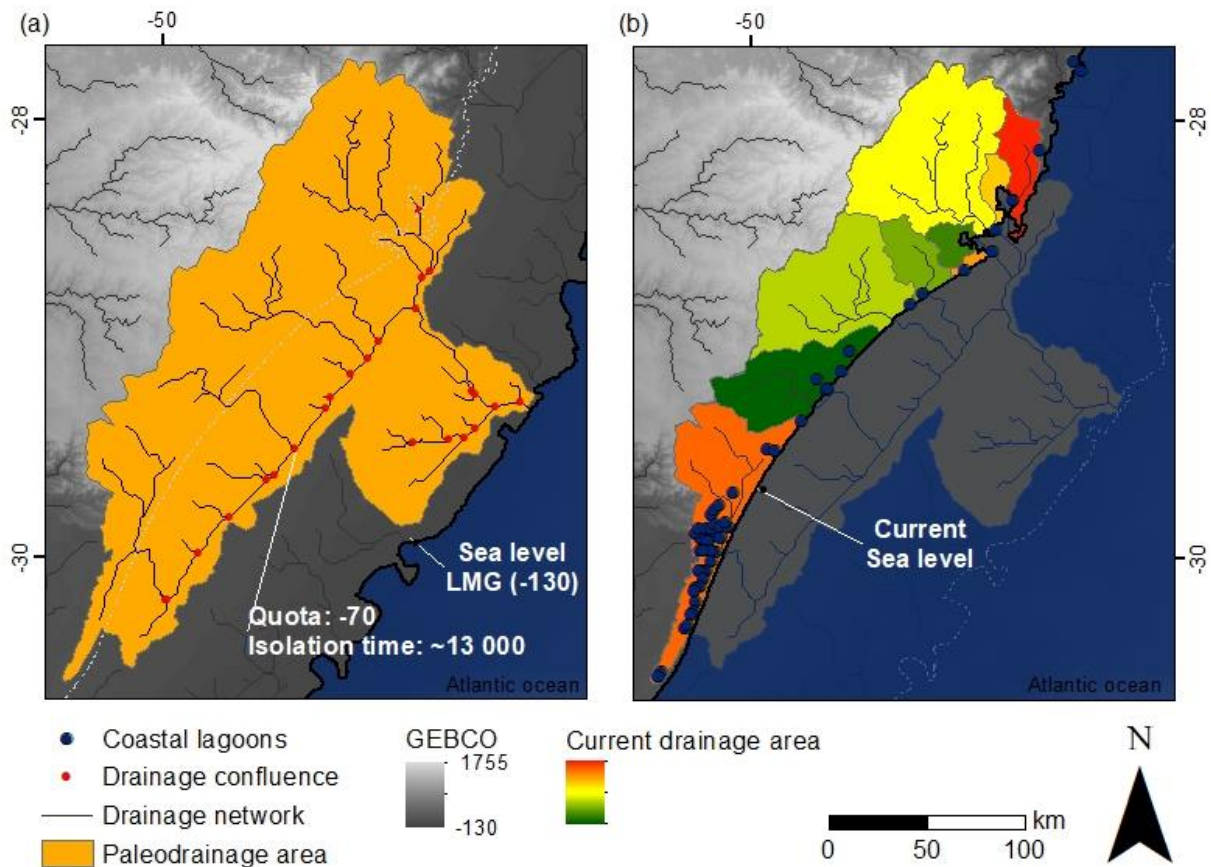 (a)
-50
(b)
-50
-28
-28
Sea level
LMG (-130)
Quota: -70
Isolation time: ~13 000
Atlantic ocean
Current
Sea level
-30
-30
Atlantic ocean
Coastal lagoons
Drainage confluence
Drainage network
Paleodrainage area
GEBCO
1755
-130
Current drainage area
N
km
0
50
100